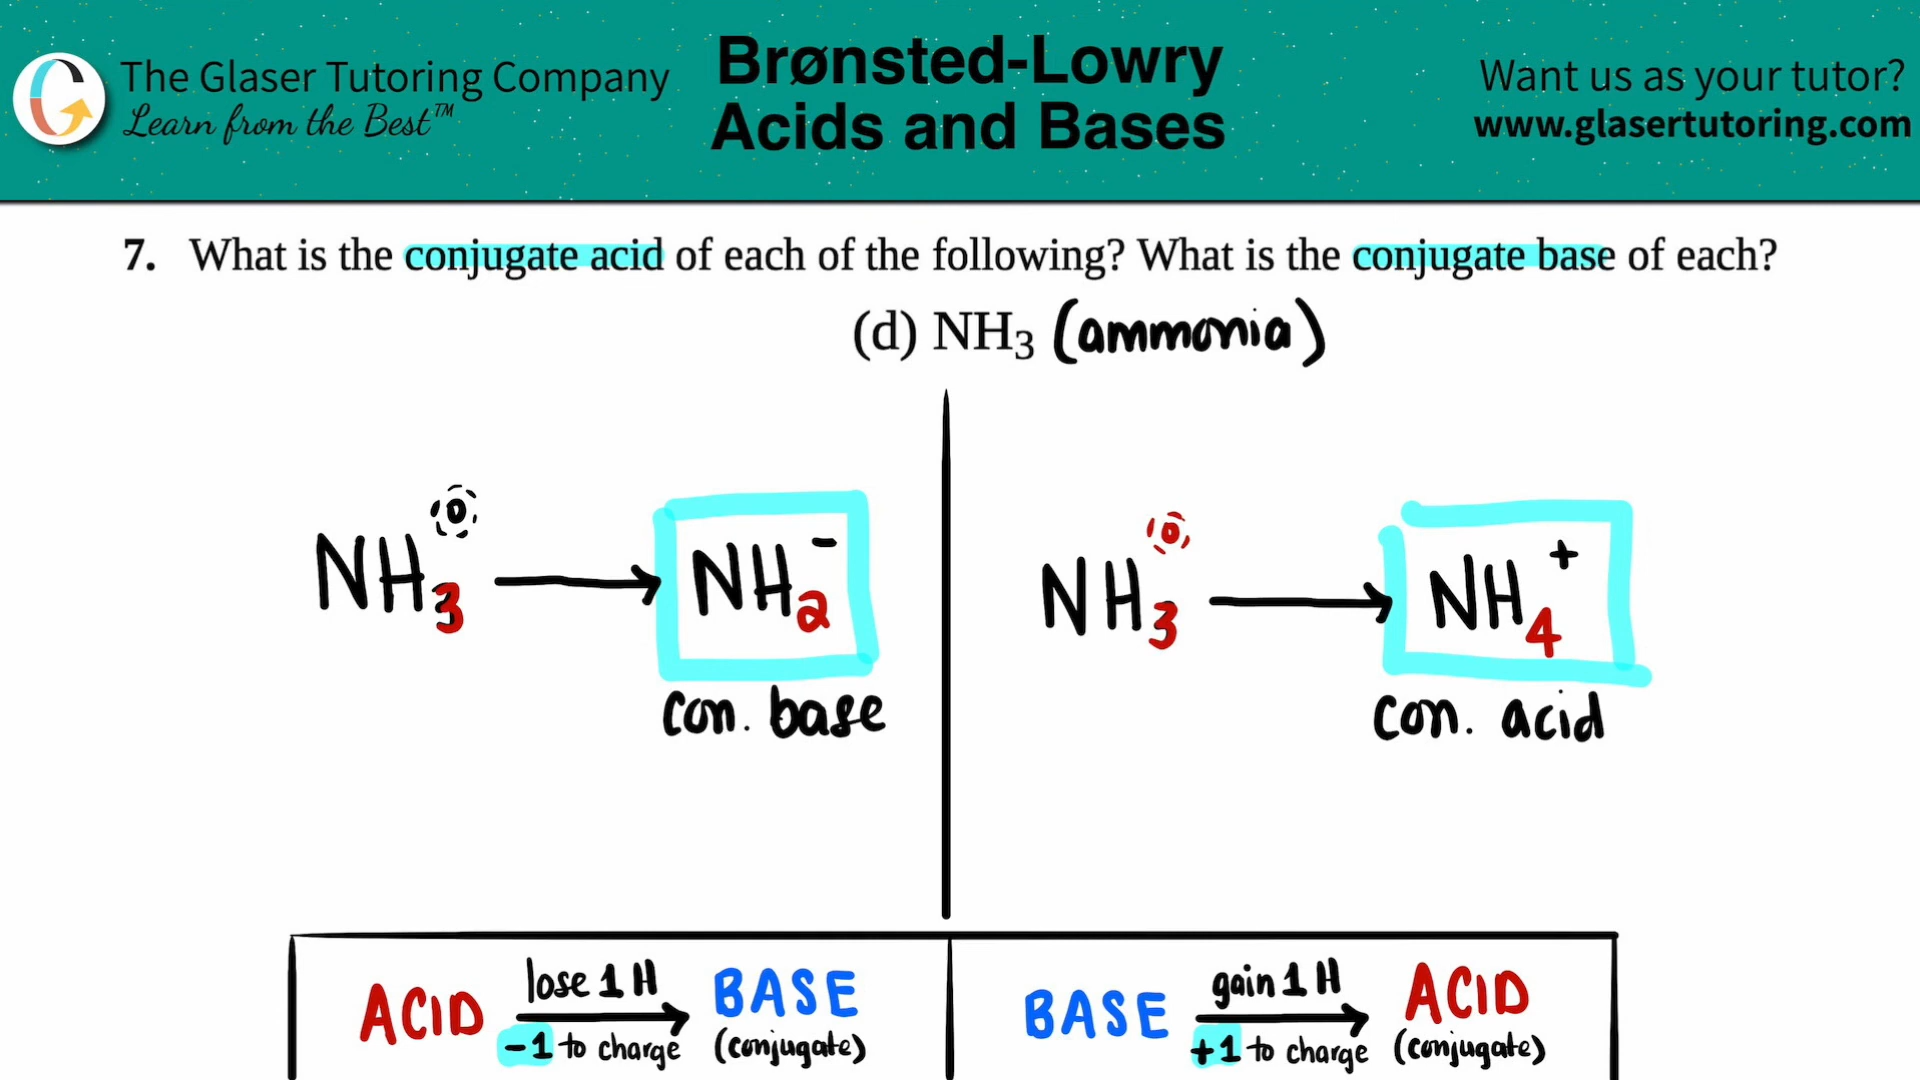 The Glaser Tutoring Company
Learn from the Best™
Brønsted-Lowry
Acids and Bases
Want us as your tutor?
www.glasertutoring.com
7. What is the conjugate acid of each of the following? What is the conjugate base of each?
(d) NH₃ (ammonia)
NH₃⁰ → NH₂⁻
con. base
NH₃⁰ → NH₄⁺
con. acid
ACID lose 1 H → BASE
-1 to charge (conjugate)
BASE gain 1 H → ACID
+1 to charge (conjugate)